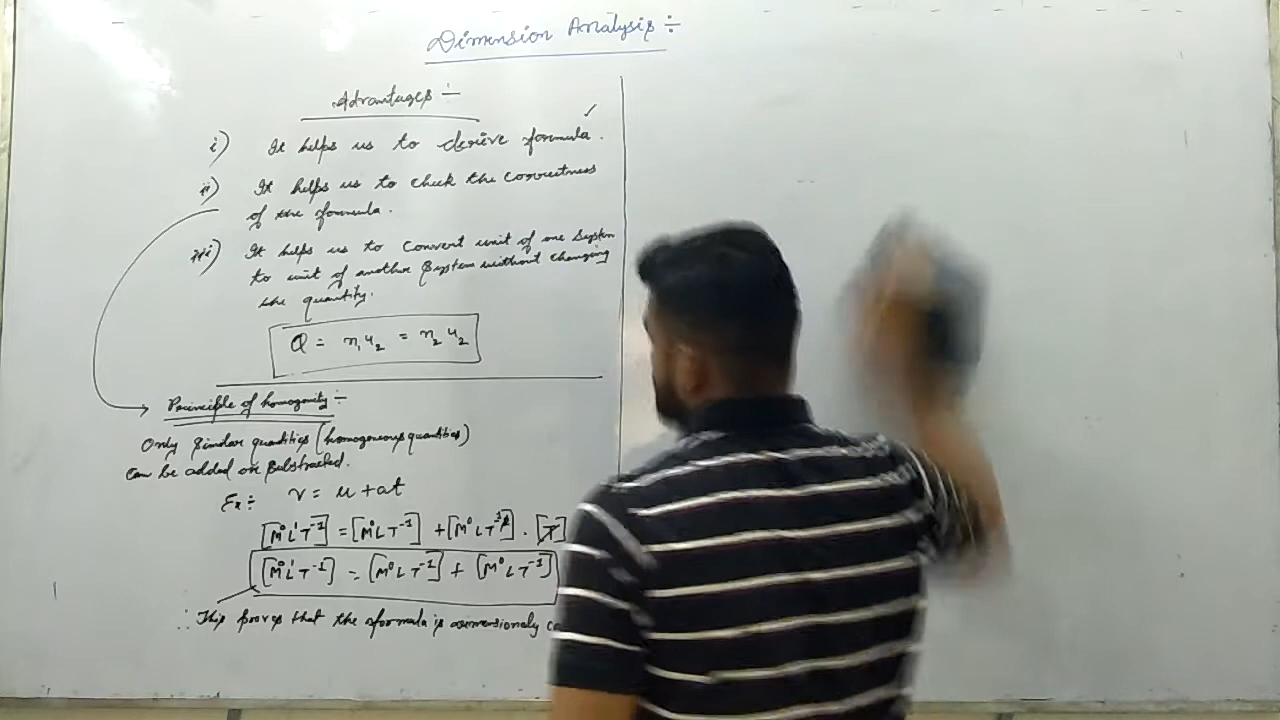 Dimension Analysis ÷
Advantages ÷
i) It helps us to derive formula. ✓
ii) It helps us to check the correctness
of the formula.
iii) It helps us to convert unit of one system
to unit of another system without changing
the quantity.
Q = n₁u₂ = n₂u₂
Principle of homogenity ÷
Only similar quantities (homogeneous quantities)
can be added or substracted.
Ex ÷ v = u + at
[M⁰L¹T⁻¹] = [M⁰LT⁻¹] + [M⁰LT⁻²] · [T]
[M⁰L¹T⁻¹] = [M⁰LT⁻¹] + [M⁰LT⁻¹]
∴ This proves that the formula is